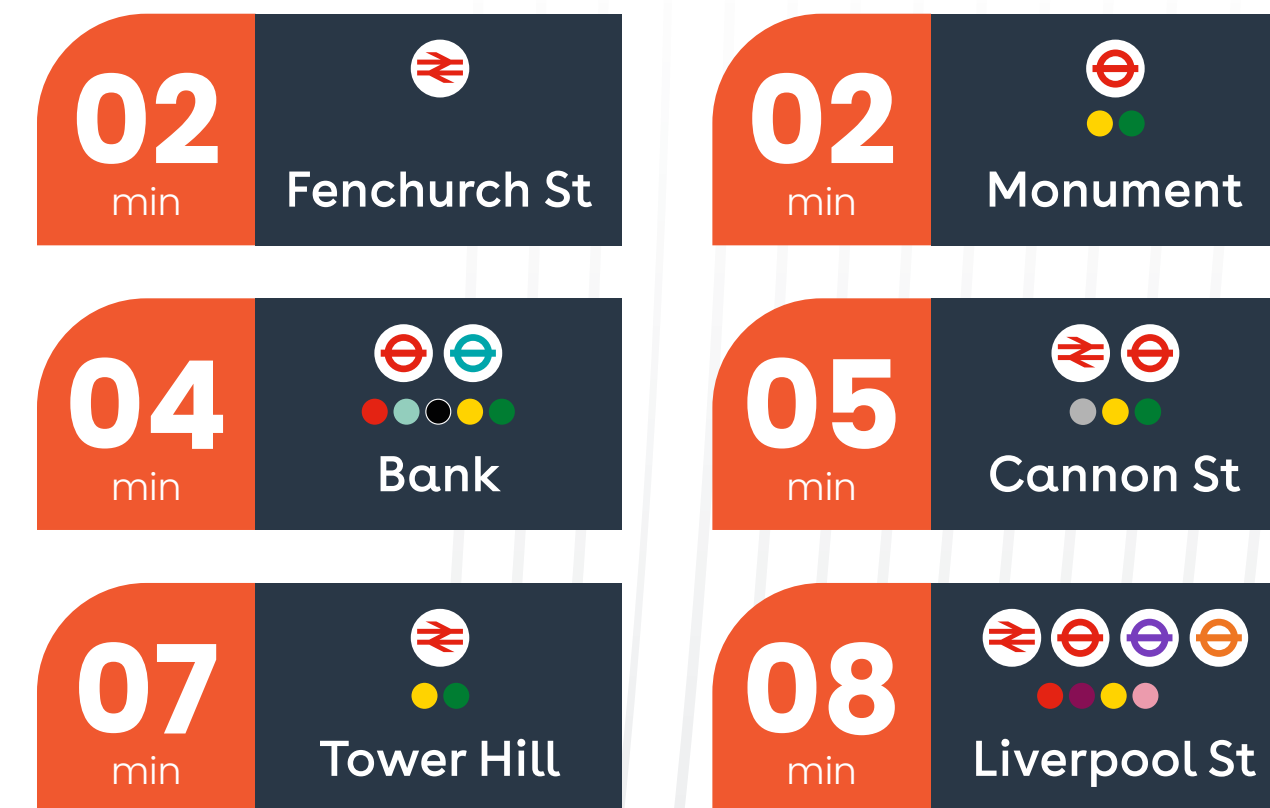 02
min
Fenchurch St
02
min
Monument
04
min
Bank
05
min
Cannon St
07
min
Tower Hill
08
min
Liverpool St